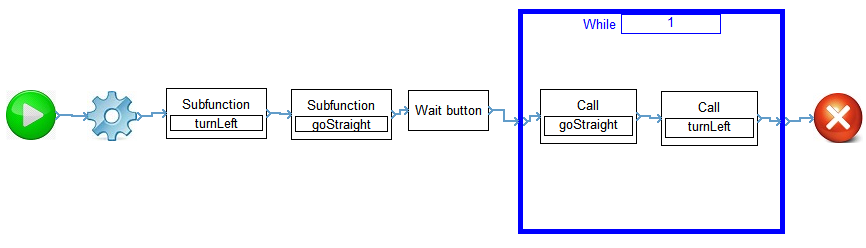 While 1
Subfunction
turnLeft
Subfunction
goStraight
Wait button
Call
goStraight
Call
turnLeft